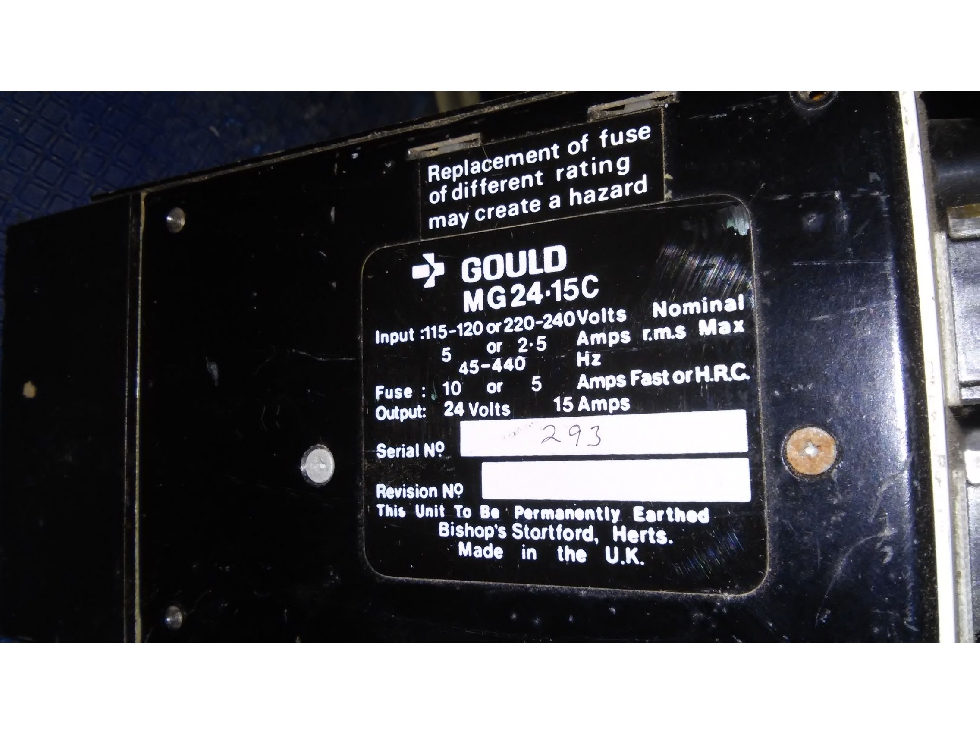 Replacement of fuse
of different rating
may create a hazard
GOULD
MG24·15C
Input :115-120 or 220-240 Volts Nominal
5 or 2·5 Amps r.m.s Max
45-440 Hz
Fuse : 10 or 5 Amps Fast or H.R.C.
Output: 24 Volts 15 Amps
Serial Nº 293
Revision Nº
This Unit To Be Permanently Earthed
Bishop's Stortford, Herts.
Made in the U.K.